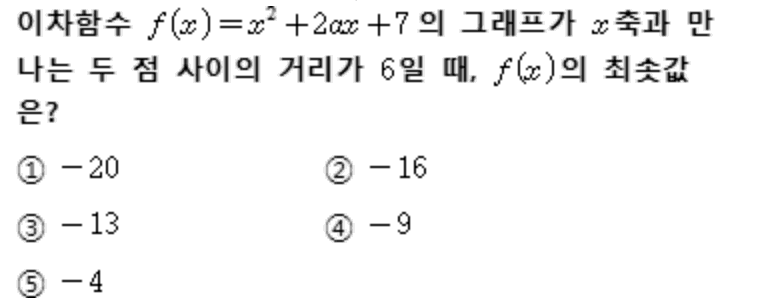 이차함수 f(x)=x²+2ax+7의 그래프가 x축과 만
나는 두 점 사이의 거리가 6일 때, f(x)의 최솟값
은?
① −20 ② −16
③ −13 ④ −9
⑤ −4